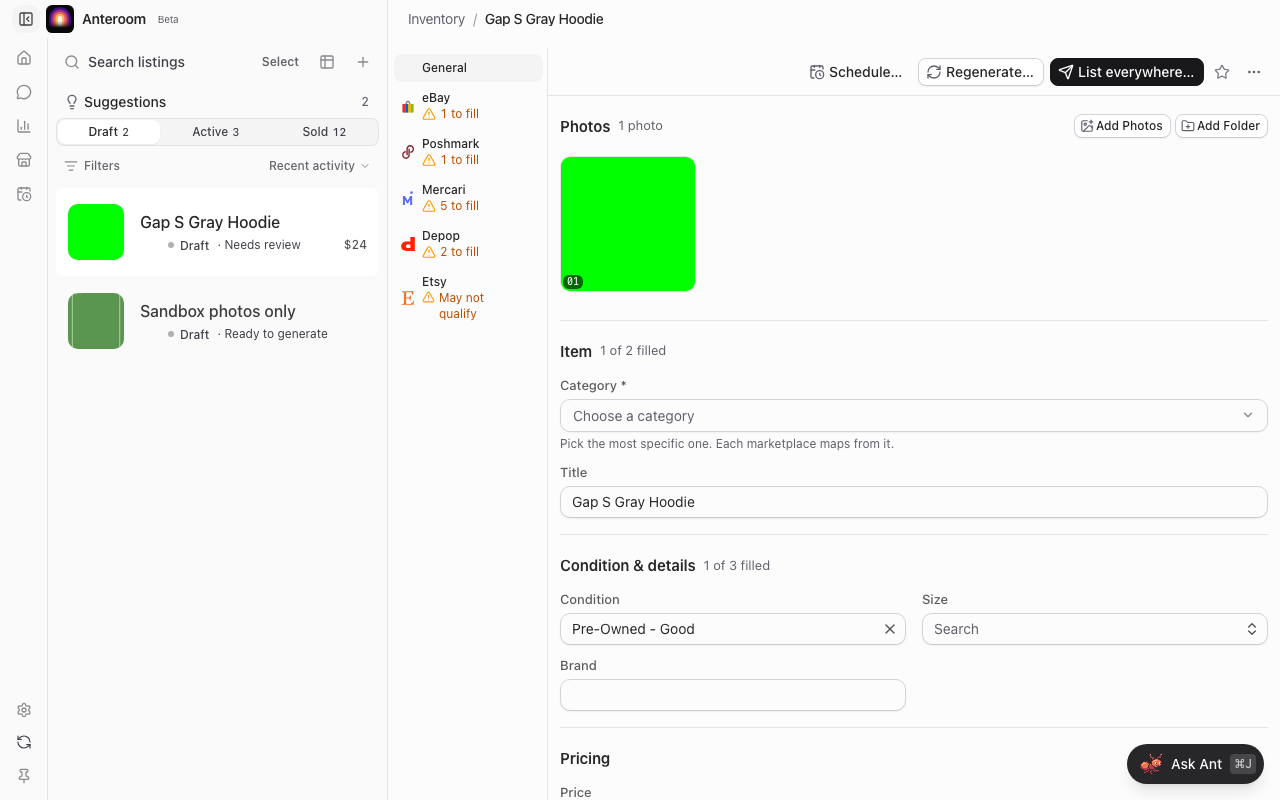 Anteroom Beta
Inventory / Gap S Gray Hoodie
Search listings Select
Suggestions 2
Draft 2 Active 3 Sold 12
Filters Recent activity
Gap S Gray Hoodie
Draft · Needs review $24
Sandbox photos only
Draft · Ready to generate
General
eBay
1 to fill
Poshmark
1 to fill
Mercari
5 to fill
Depop
2 to fill
Etsy
May not
qualify
Schedule... Regenerate... List everywhere...
Photos 1 photo Add Photos Add Folder
01
Item 1 of 2 filled
Category *
Choose a category
Pick the most specific one. Each marketplace maps from it.
Title
Gap S Gray Hoodie
Condition & details 1 of 3 filled
Condition Size
Pre-Owned - Good Search
Brand
Pricing
Price
Ask Ant ⌘J